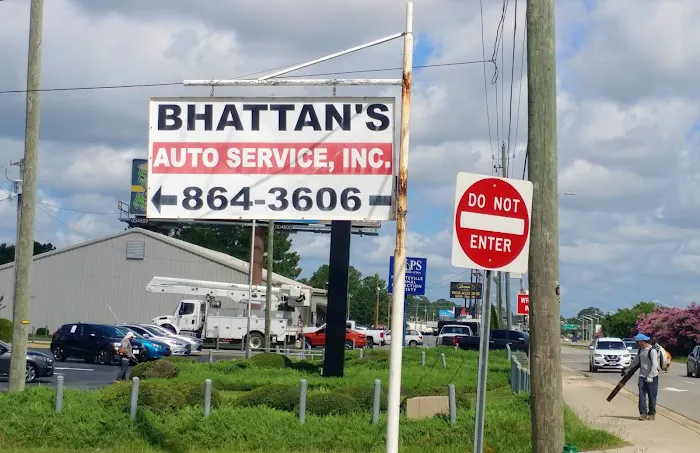 BHATTAN'S
AUTO SERVICE, INC.
864-3606
DO NOT
ENTER